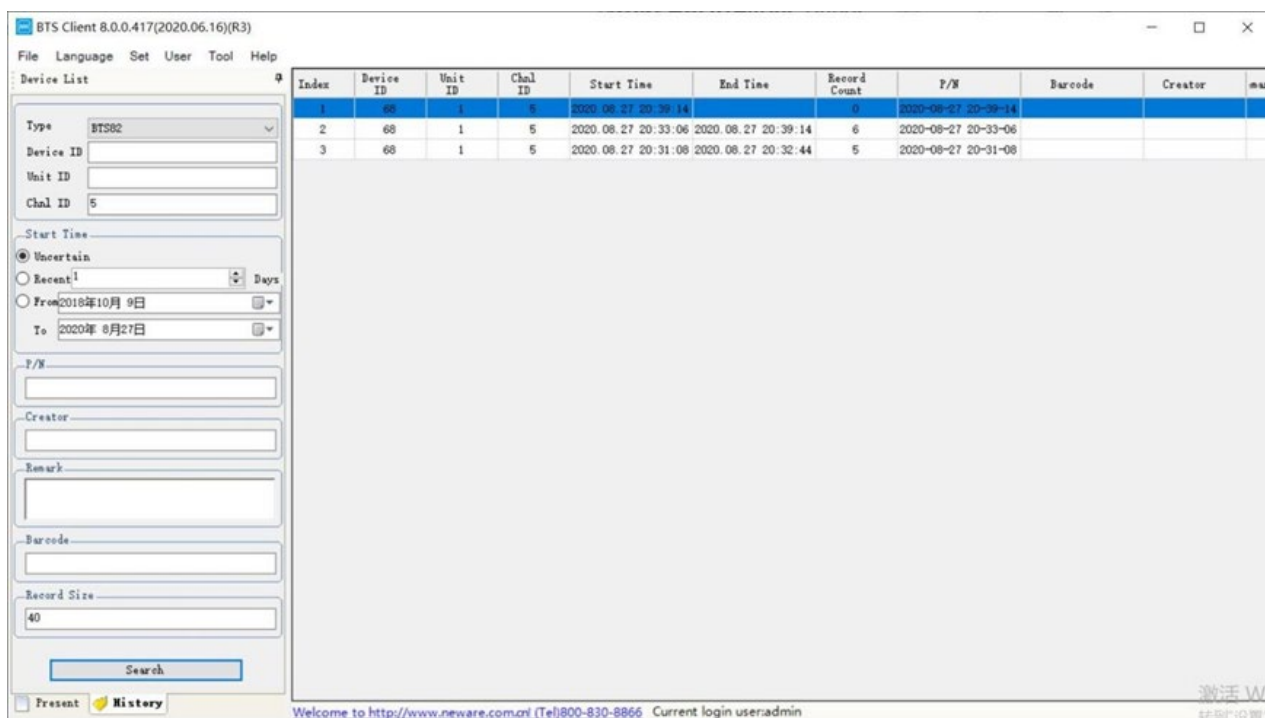 BTS Client 8.0.0.417(2020.06.16)(R3)
File Language Set User Tool Help
Device List
Type BTS82
Device ID
Unit ID
Chnl ID 5
Start Time
Uncertain
Recent 1 Days
From 2018年10月 9日
To 2020年 8月27日
P/N
Creator
Remark
Barcode
Record Size
40
Search
Present History
Index Device ID Unit ID Chnl ID Start Time End Time Record Count P/N Barcode Creator
1 68 1 5 2020.08.27 20:39:14 0 2020-08-27 20-39-14
2 68 1 5 2020.08.27 20:33:06 2020.08.27 20:39:14 6 2020-08-27 20-33-06
3 68 1 5 2020.08.27 20:31:08 2020.08.27 20:32:44 5 2020-08-27 20-31-08
Welcome to http://www.neware.com.cn! (Tel)800-830-8866 Current login user:admin
激活 W